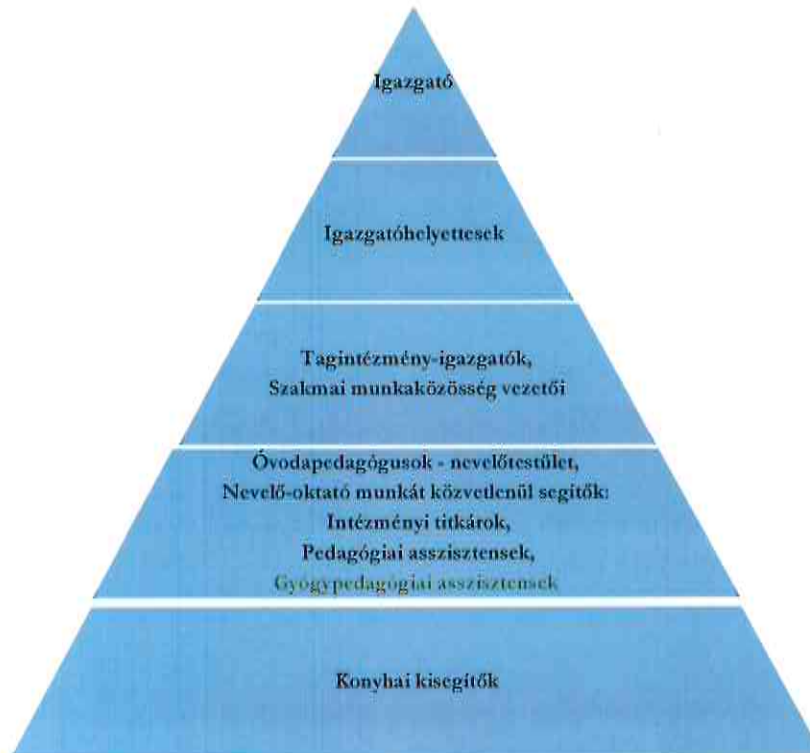 Igazgató
Igazgatóhelyettesek
Tagintézmény-igazgatók,
Szakmai munkaközösség vezetői
Óvodapedagógusok - nevelőtestület,
Nevelő-oktató munkát közvetlenül segítők:
Intézményi titkárok,
Pedagógiai asszisztensek,
Gyógypedagógiai asszisztensek
Konyhai kisegítők